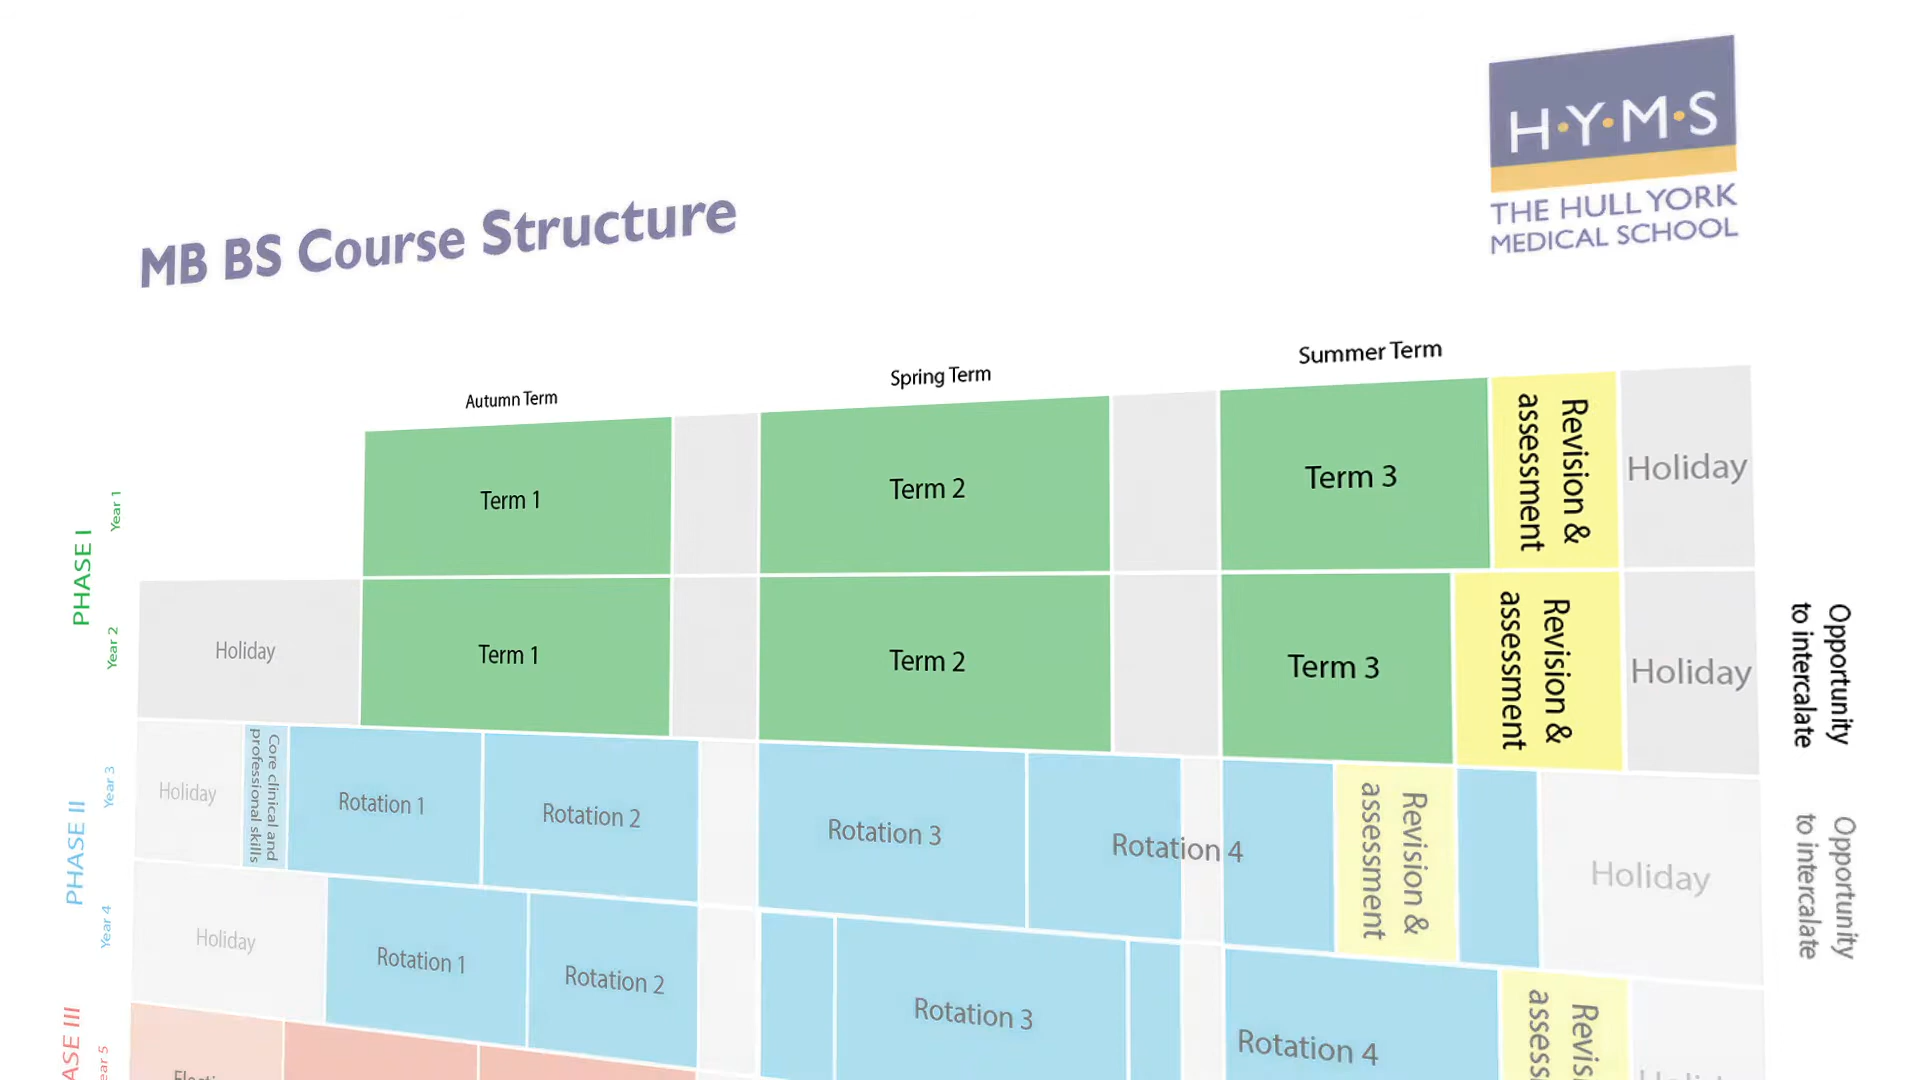 H·Y·M·S
THE HULL YORK
MEDICAL SCHOOL
MB BS Course Structure
Autumn Term
Spring Term
Summer Term
PHASE I
Year 1
Term 1
Term 2
Term 3
Revision &
assessment
Holiday
Year 2
Holiday
Term 1
Term 2
Term 3
Revision &
assessment
Holiday
Opportunity
to intercalate
PHASE II
Year 3
Holiday
Core clinical and
professional skills
Rotation 1
Rotation 2
Rotation 3
Rotation 4
Revision &
assessment
Holiday
Opportunity
to intercalate
Year 4
Holiday
Rotation 1
Rotation 2
Rotation 3
Rotation 4